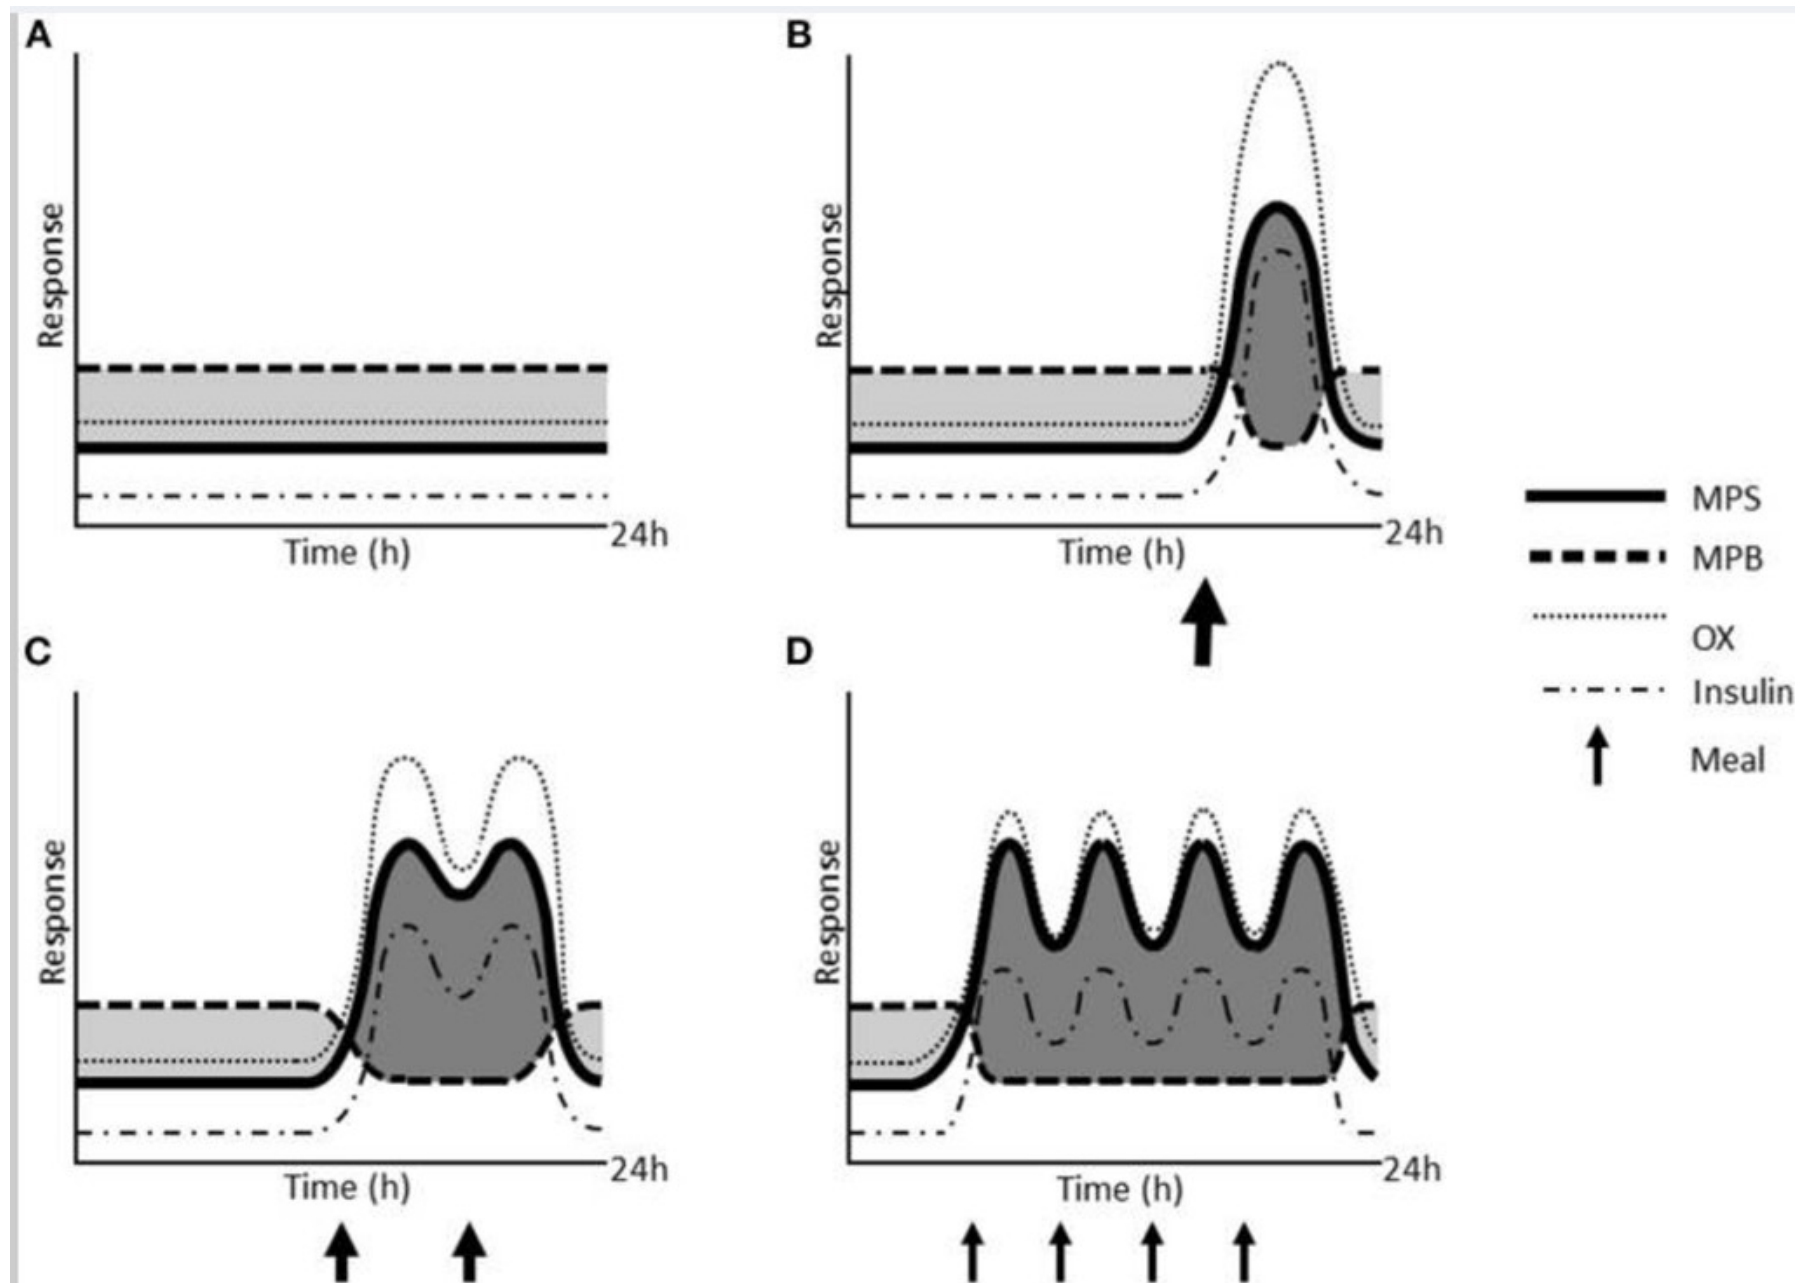 A
Response
Time (h)
24h
B
Response
Time (h)
24h
C
Response
Time (h)
24h
D
Response
Time (h)
24h
MPS
MPB
OX
Insulin
Meal